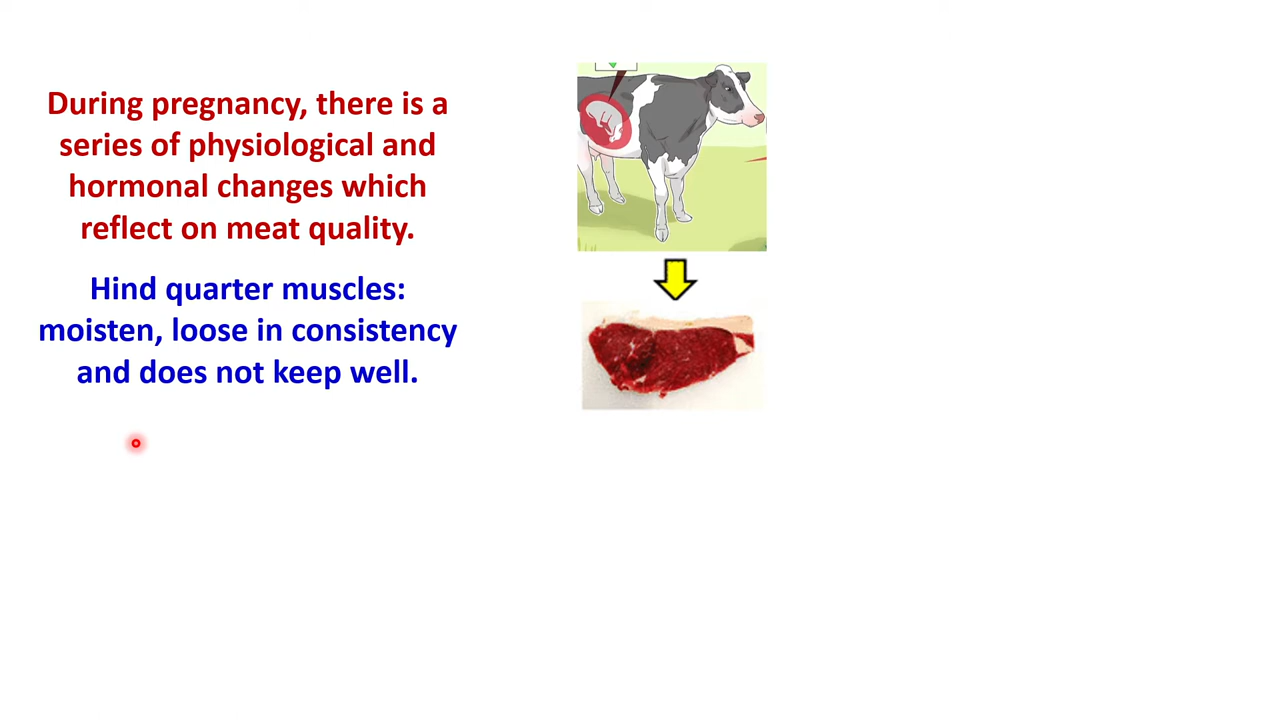 During pregnancy, there is a
series of physiological and
hormonal changes which
reflect on meat quality.
Hind quarter muscles:
moisten, loose in consistency
and does not keep well.